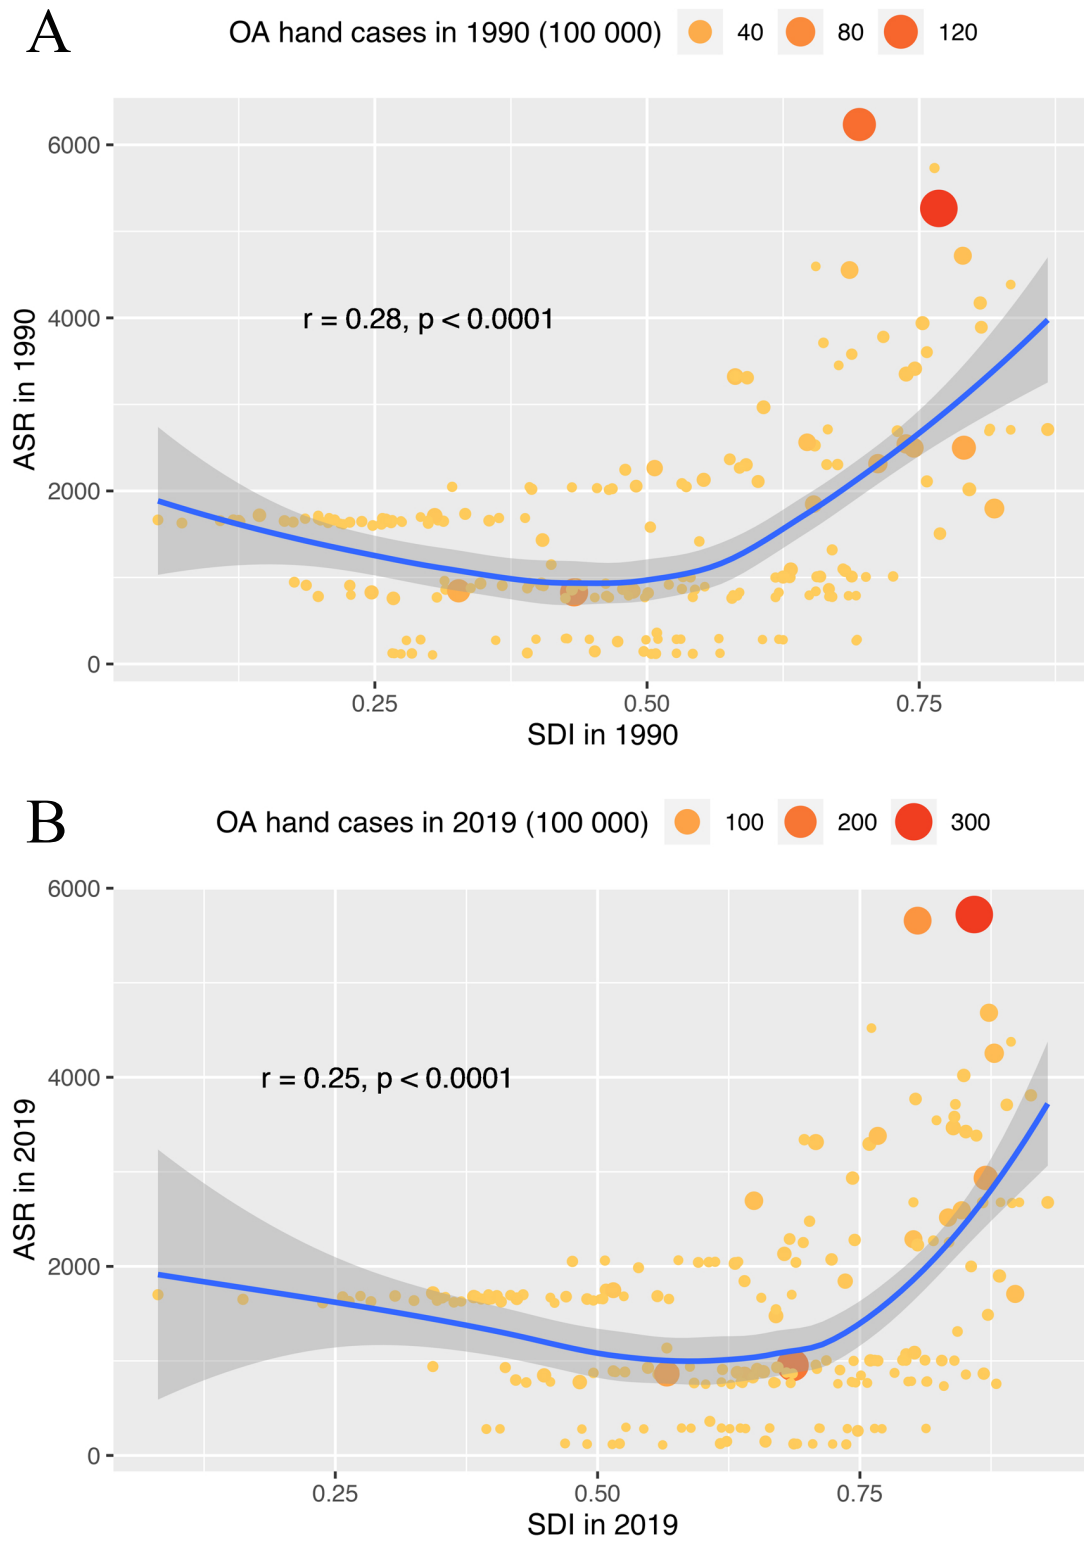 A
OA hand cases in 1990 (100 000) 40 80 120
6000
4000
2000
0
ASR in 1990
r = 0.28, p < 0.0001
0.25 0.50 0.75
SDI in 1990
B
OA hand cases in 2019 (100 000) 100 200 300
6000
4000
2000
0
ASR in 2019
r = 0.25, p < 0.0001
0.25 0.50 0.75
SDI in 2019